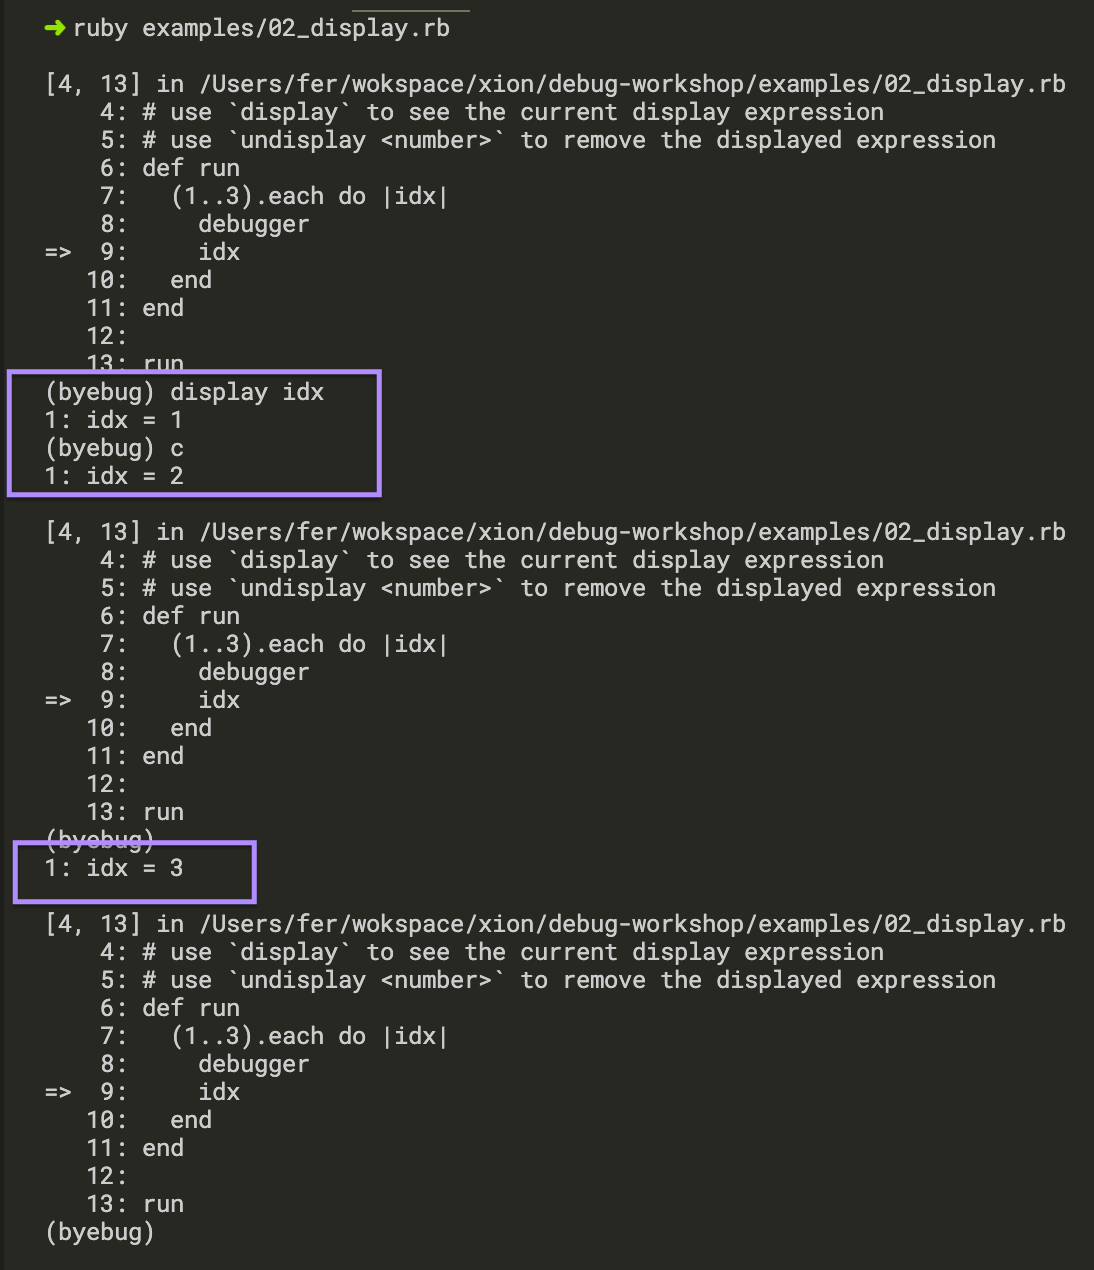 ➜ ruby examples/02_display.rb

[4, 13] in /Users/fer/wokspace/xion/debug-workshop/examples/02_display.rb
    4: # use `display` to see the current display expression
    5: # use `undisplay <number>` to remove the displayed expression
    6: def run
    7:   (1..3).each do |idx|
    8:     debugger
=>  9:     idx
   10:   end
   11: end
   12:
   13: run
(byebug) display idx
1: idx = 1
(byebug) c
1: idx = 2

[4, 13] in /Users/fer/wokspace/xion/debug-workshop/examples/02_display.rb
    4: # use `display` to see the current display expression
    5: # use `undisplay <number>` to remove the displayed expression
    6: def run
    7:   (1..3).each do |idx|
    8:     debugger
=>  9:     idx
   10:   end
   11: end
   12:
   13: run
(byebug)
1: idx = 3

[4, 13] in /Users/fer/wokspace/xion/debug-workshop/examples/02_display.rb
    4: # use `display` to see the current display expression
    5: # use `undisplay <number>` to remove the displayed expression
    6: def run
    7:   (1..3).each do |idx|
    8:     debugger
=>  9:     idx
   10:   end
   11: end
   12:
   13: run
(byebug)